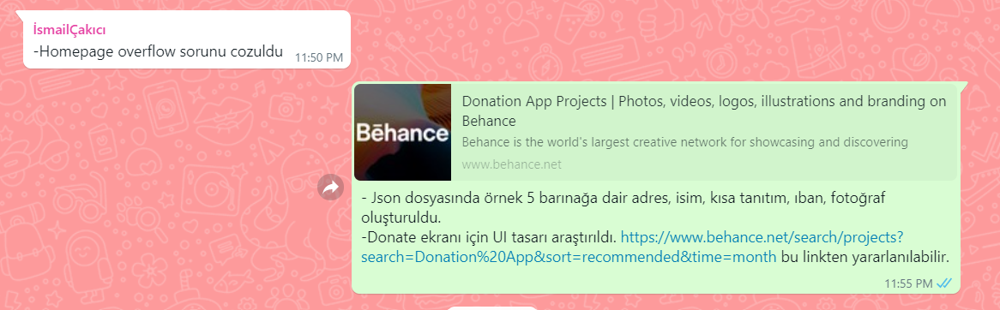 İsmailÇakıcı
-Homepage overflow sorunu cozuldu
11:50 PM
Bēhance
Donation App Projects | Photos, videos, logos, illustrations and branding on
Behance
Behance is the world's largest creative network for showcasing and discovering
www.behance.net
- Json dosyasında örnek 5 barınağa dair adres, isim, kısa tanıtım, ıban, fotoğraf
oluşturuldu.
-Donate ekranı için UI tasarı araştırıldı. https://www.behance.net/search/projects?
search=Donation%20App&sort=recommended&time=month bu linkten yararlanılabilir.
11:55 PM